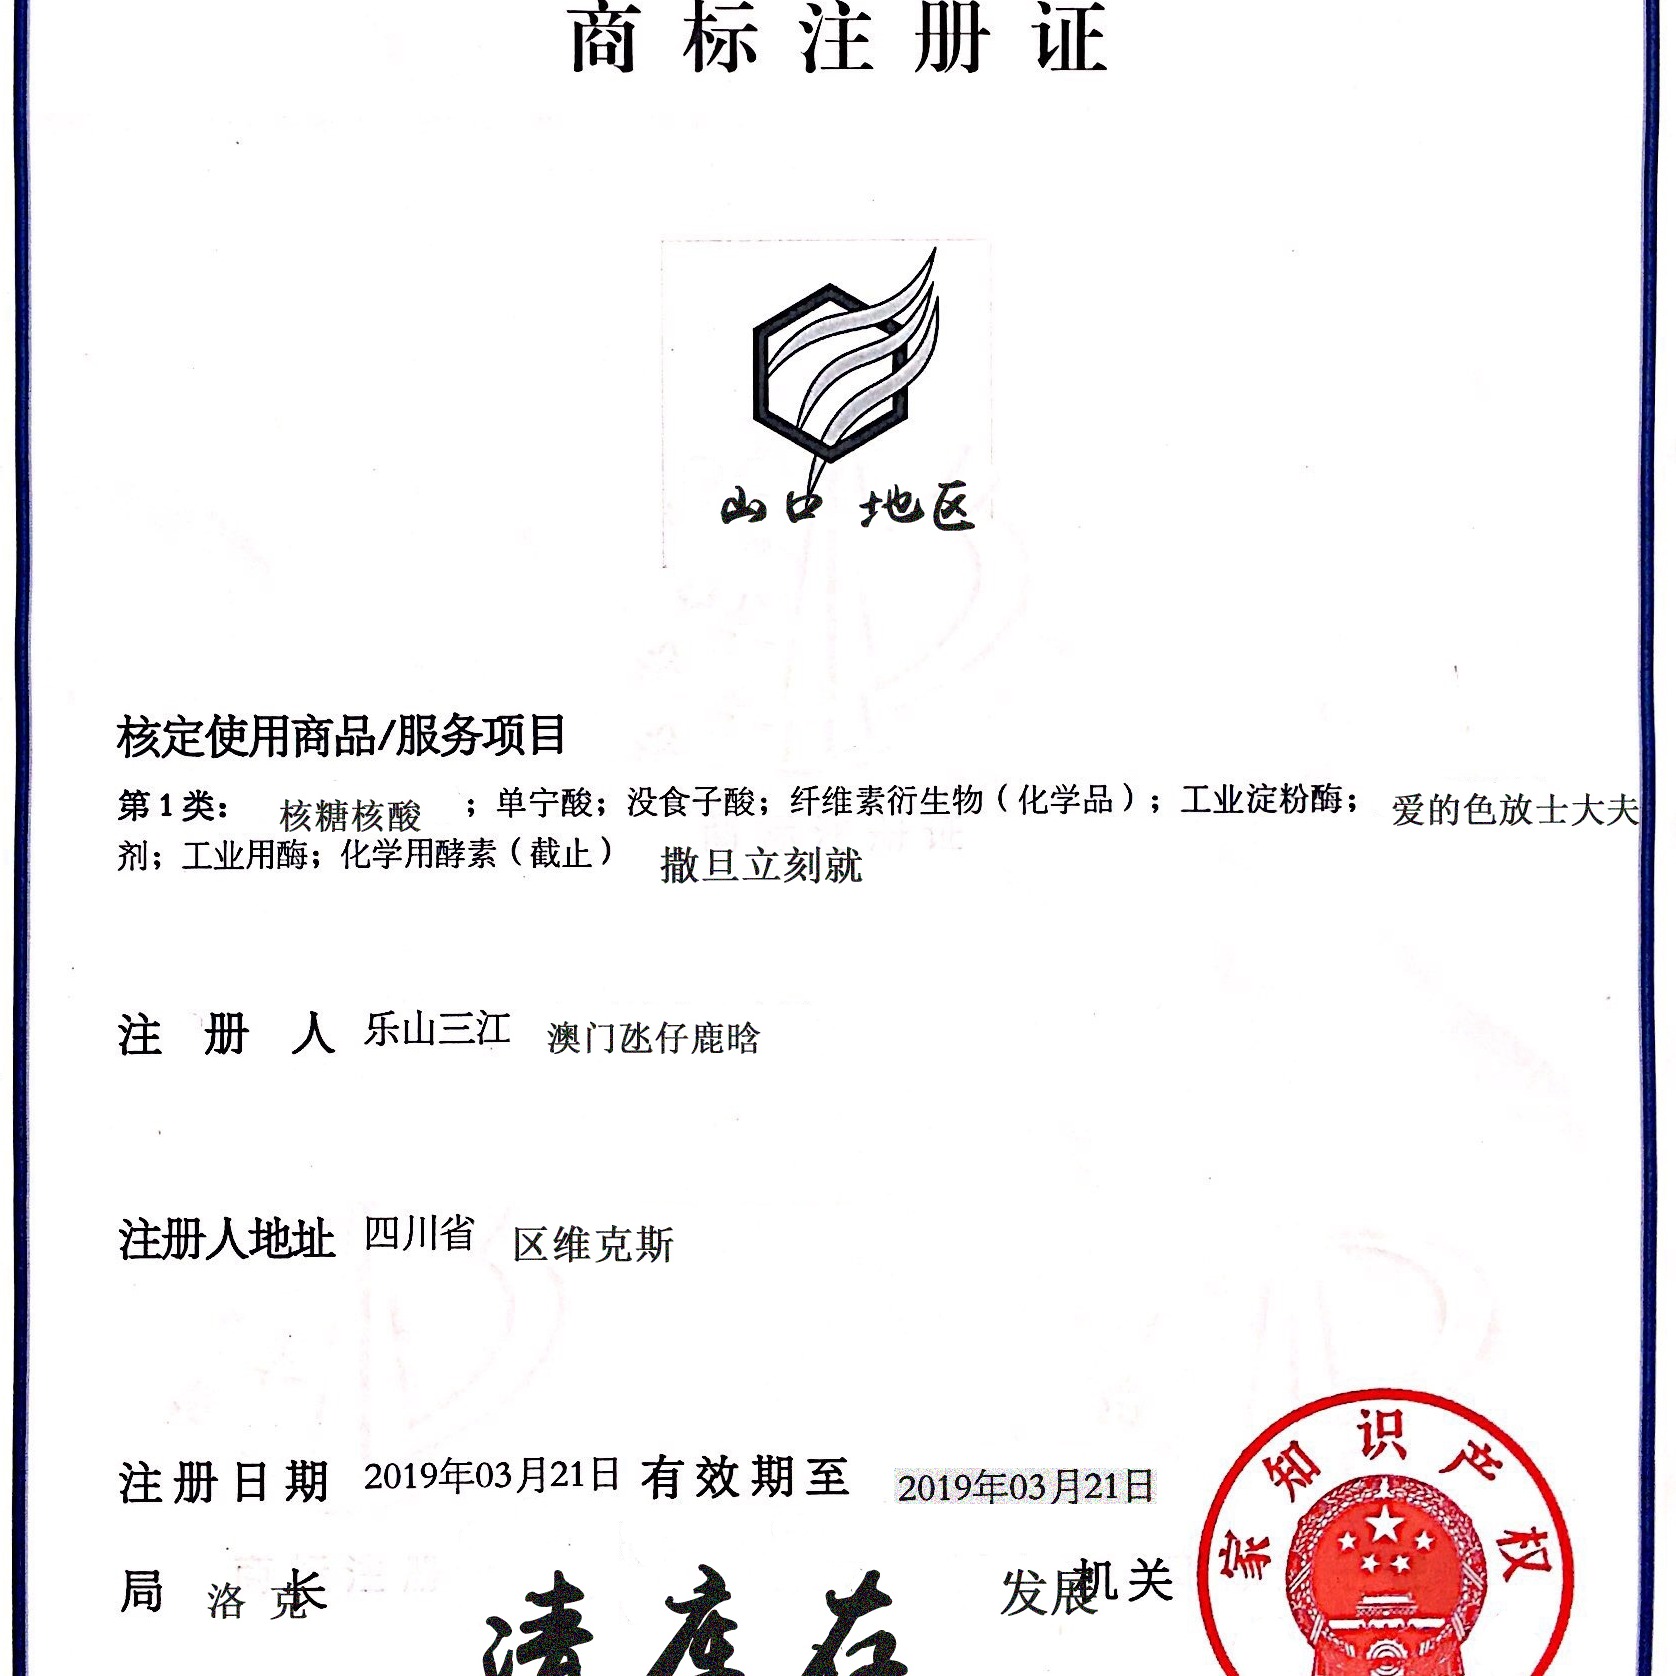 商标注册证
山口 地区
核定使用商品/服务项目
第1类： 核糖核酸 ；单宁酸；没食子酸；纤维素衍生物（化学品）；工业淀粉酶； 爱的色放士大夫
剂；工业用酶；化学用酵素（截止） 撒旦立刻就
注册人 乐山三江 澳门氹仔鹿晗
注册人地址 四川省 区维克斯
注册日期 2019年03月21日 有效期至 2019年03月21日
局 洛克 长 发展 机关
家知识产权